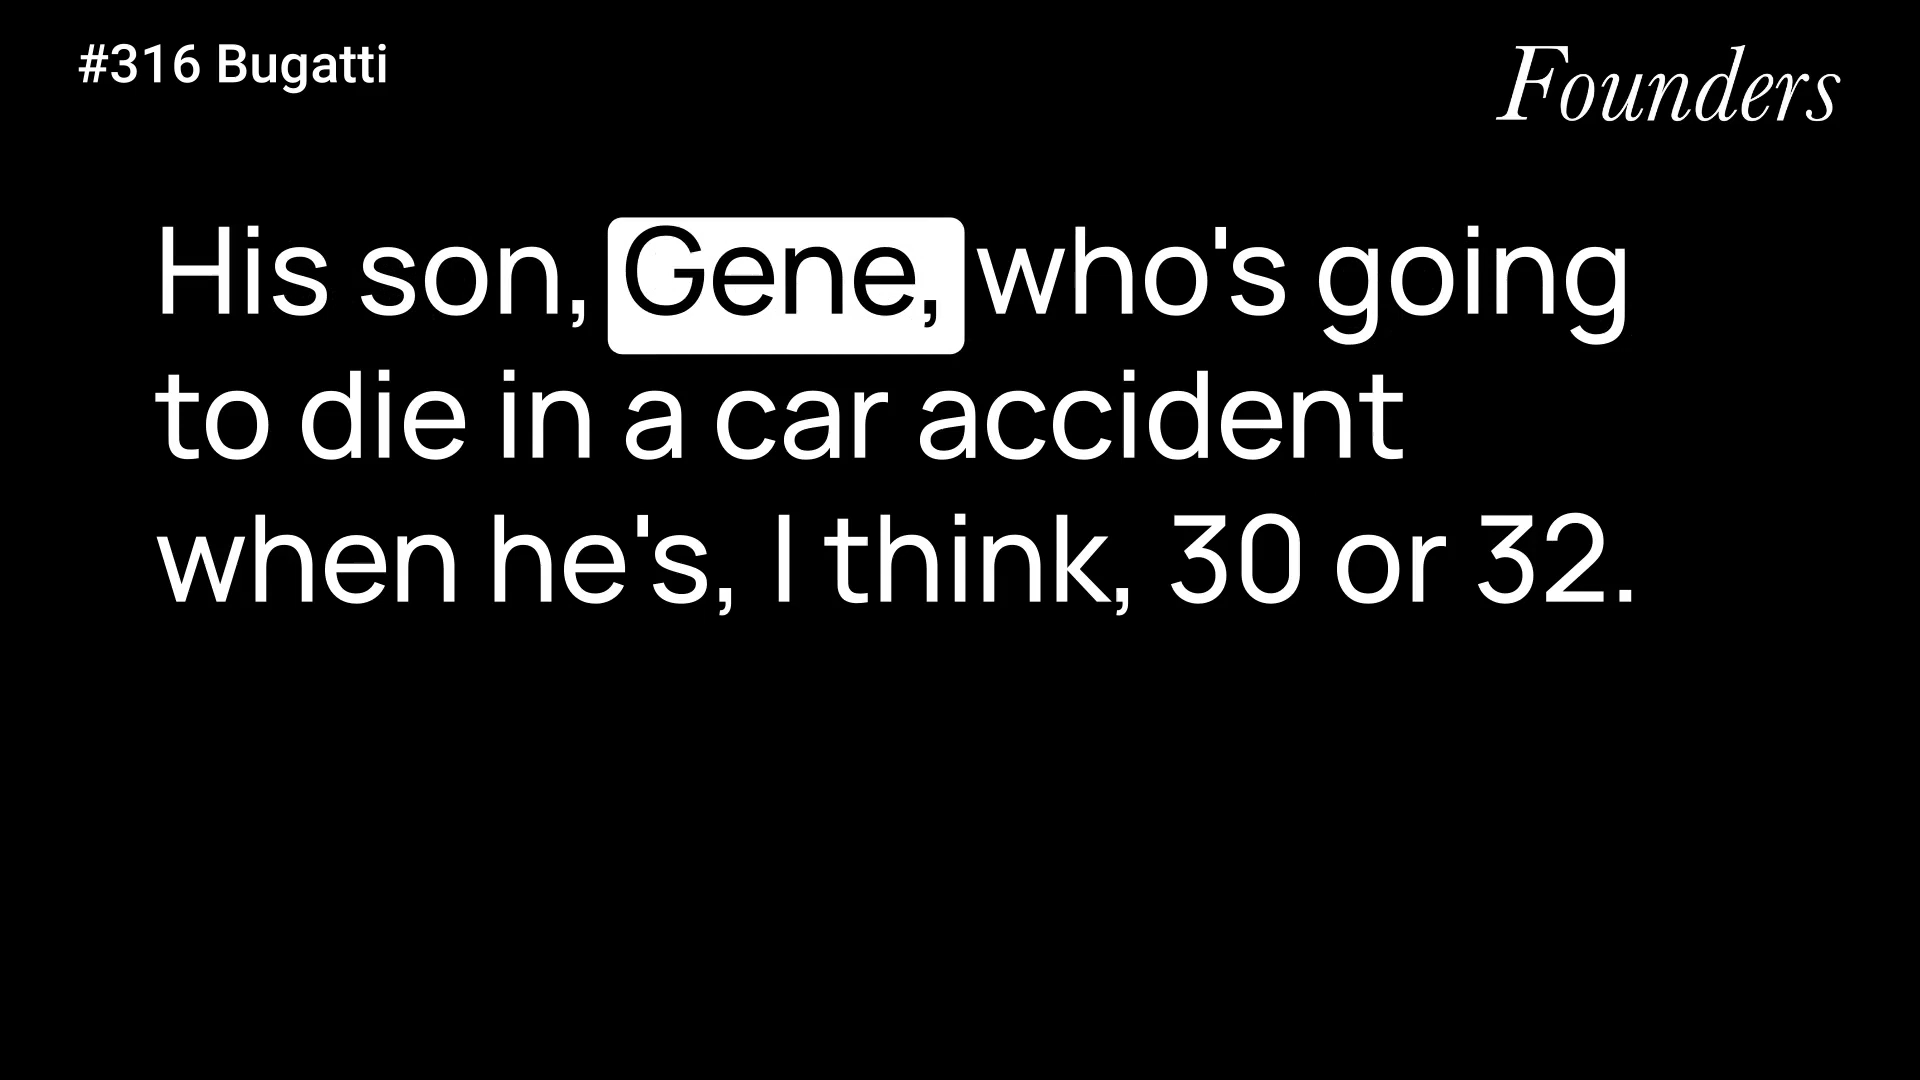 #316 Bugatti
Founders
His son, Gene, who's going
to die in a car accident
when he's, I think, 30 or 32.